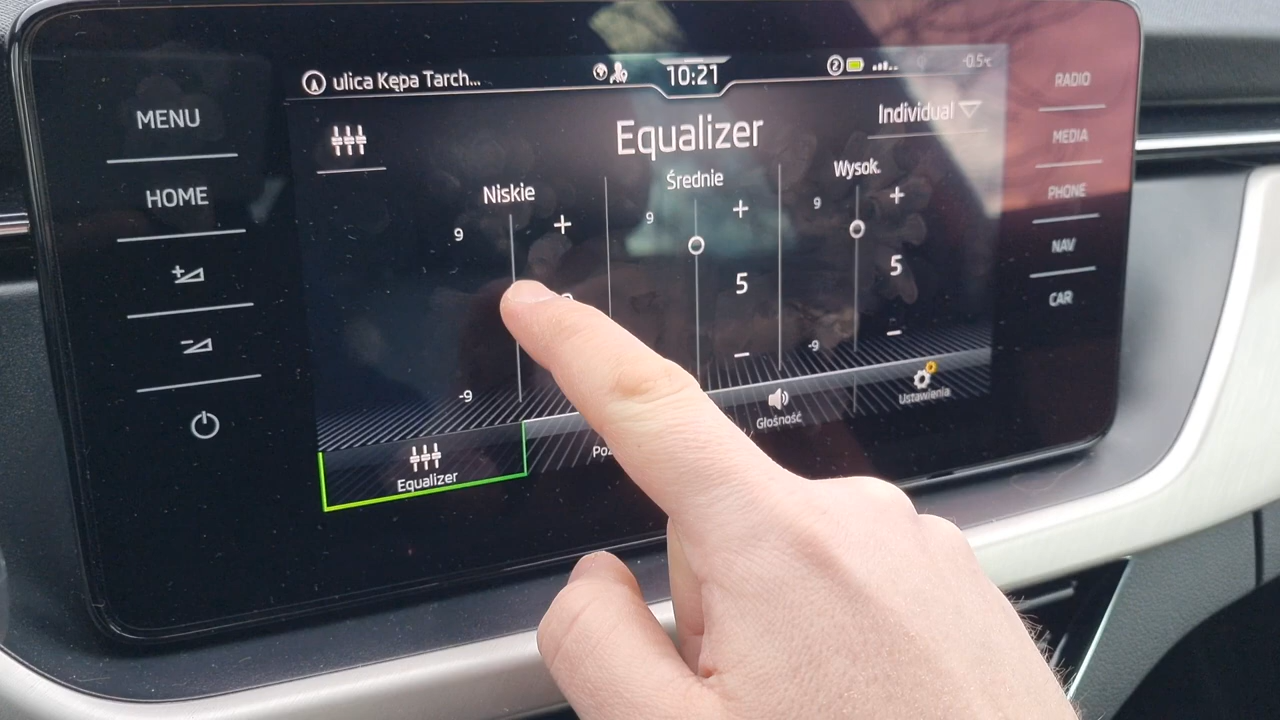 ulica Kępa Tarch...
10:21
2
-0.5°C
MENU
HOME
RADIO
MEDIA
PHONE
NAV
CAR
Equalizer
Individual
Niskie
9
+
-9
Średnie
9
+
5
−
Wysok.
9
+
5
−
-9
Equalizer
Głośność
Ustawienia